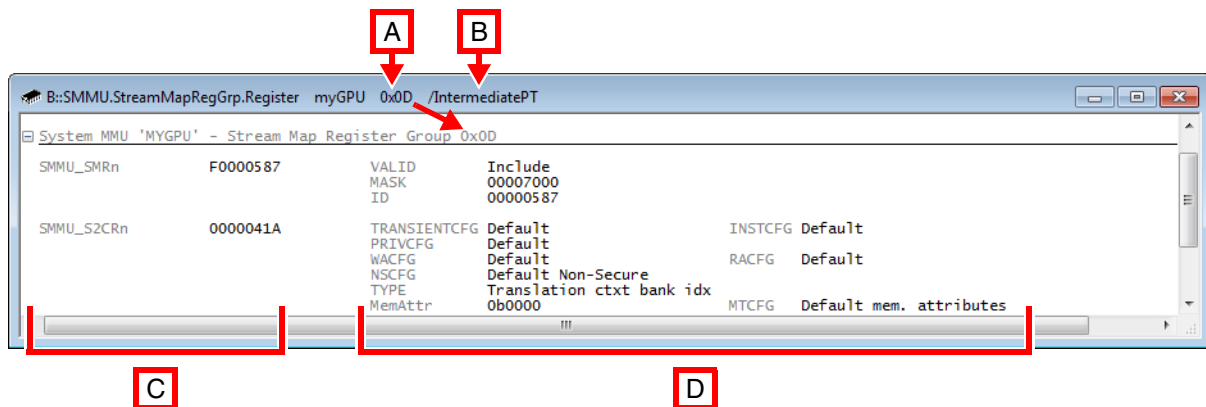 A B
B::SMMU.StreamMapRegGrp.Register myGPU 0x0D /IntermediatePT
System MMU 'MYGPU' - Stream Map Register Group 0x0D
SMMU_SMRn F0000587 VALID Include
MASK 00007000
ID 00000587
SMMU_S2CRn 0000041A TRANSIENTCFG Default INSTCFG Default
PRIVCFG Default
WACFG Default RACFG Default
NSCFG Default Non-Secure
TYPE Translation ctxt bank idx
MemAttr 0b0000 MTCFG Default mem. attributes
C D